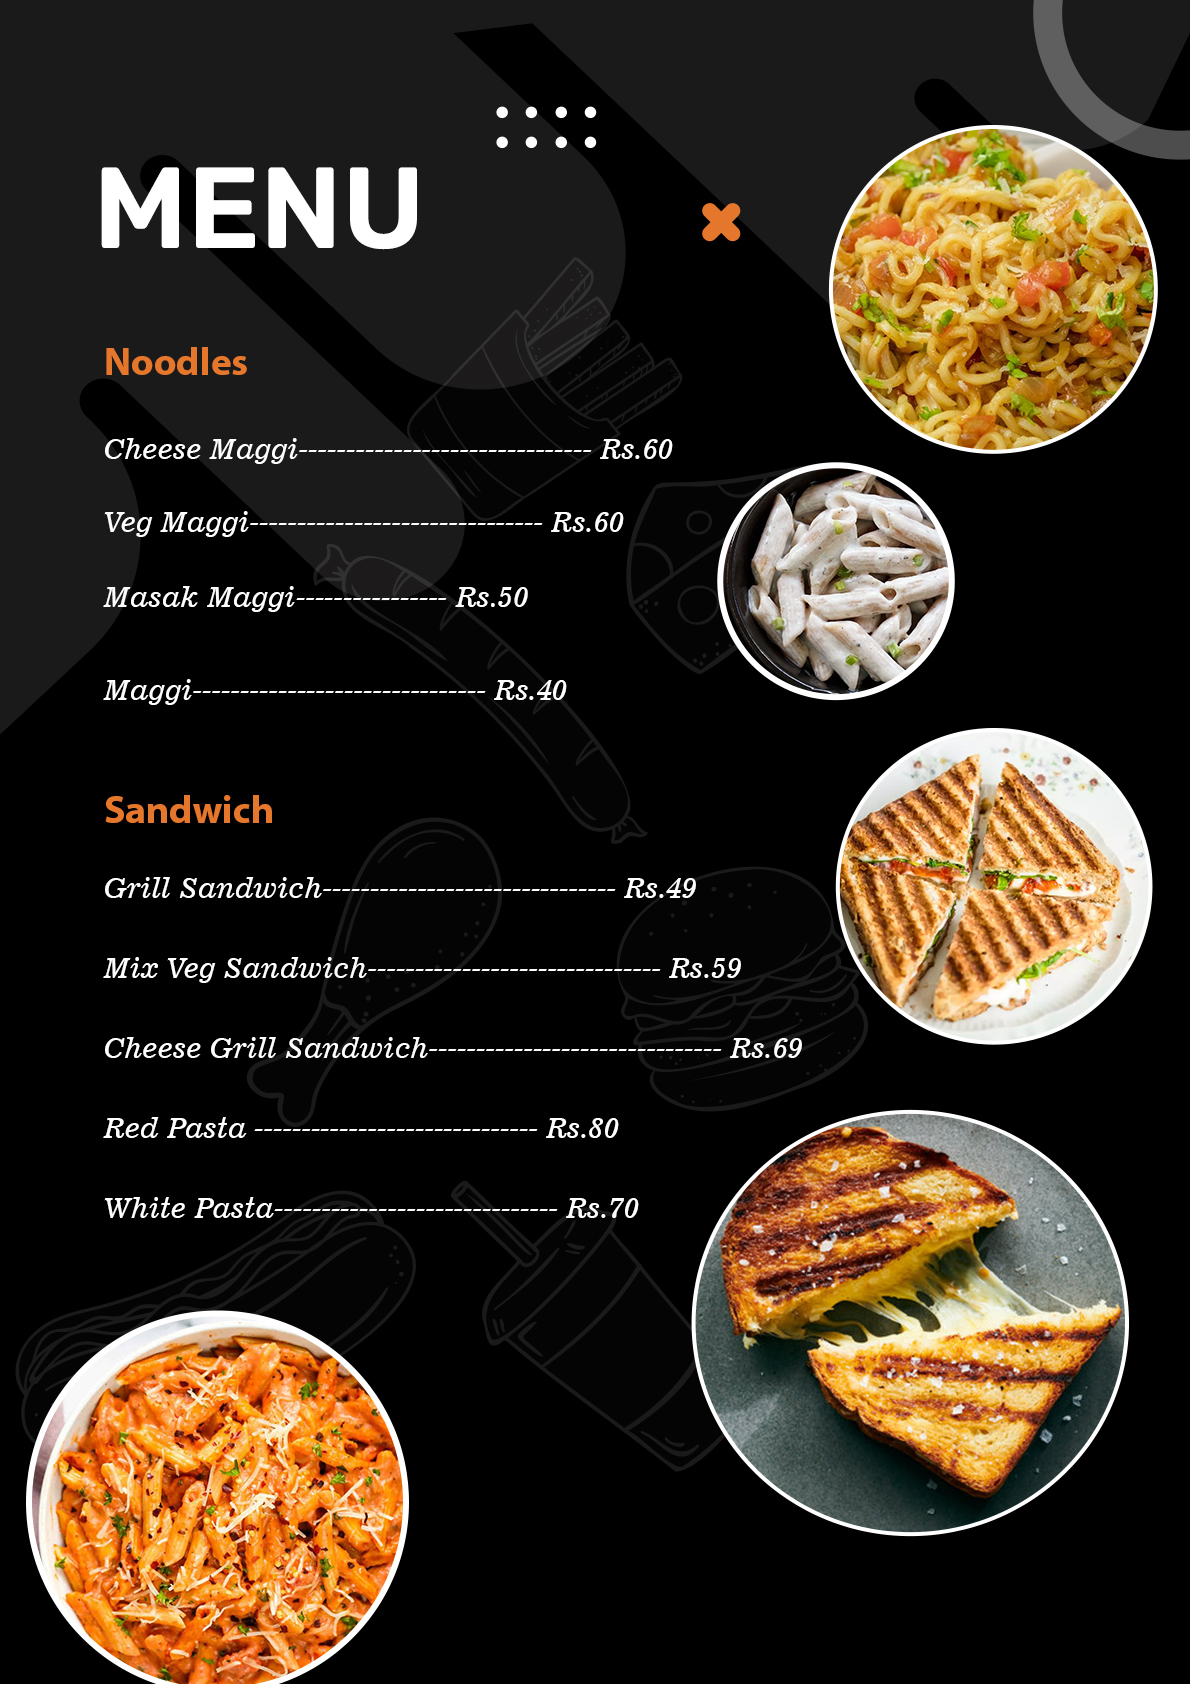 MENU
Noodles
Cheese Maggi------------------------------- Rs.60
Veg Maggi------------------------------- Rs.60
Masak Maggi---------------- Rs.50
Maggi------------------------------- Rs.40
Sandwich
Grill Sandwich------------------------------- Rs.49
Mix Veg Sandwich------------------------------- Rs.59
Cheese Grill Sandwich------------------------------- Rs.69
Red Pasta ------------------------------ Rs.80
White Pasta------------------------------ Rs.70